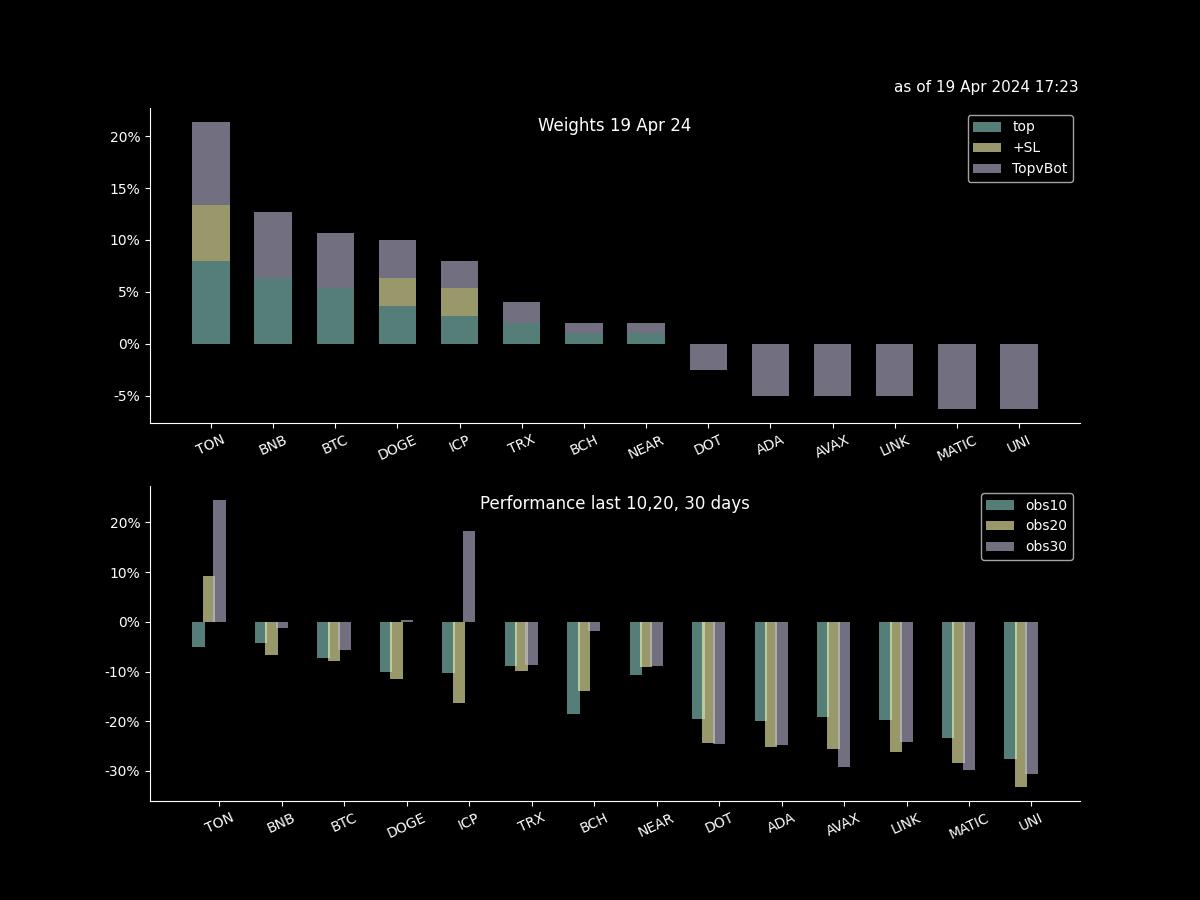 as of 19 Apr 2024 17:23
Weights 19 Apr 24
top
+SL
TopvBot
20%
15%
10%
5%
0%
-5%
TON BNB BTC DOGE ICP TRX BCH NEAR DOT ADA AVAX LINK MATIC UNI
Performance last 10,20, 30 days
obs10
obs20
obs30
20%
10%
0%
-10%
-20%
-30%
TON BNB BTC DOGE ICP TRX BCH NEAR DOT ADA AVAX LINK MATIC UNI